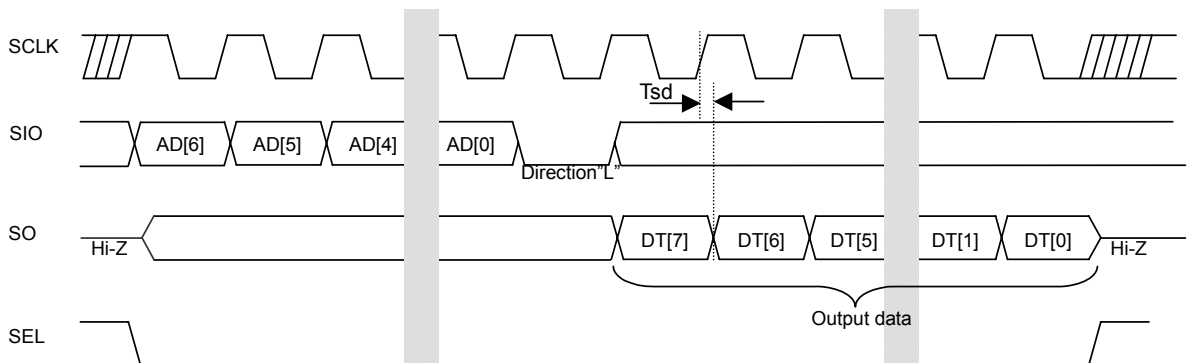 SCLK
Tsd
SIO
AD[6] AD[5] AD[4] AD[0]
Direction"L"
SO
DT[7] DT[6] DT[5] DT[1] DT[0]
Hi-Z Hi-Z
Output data
SEL